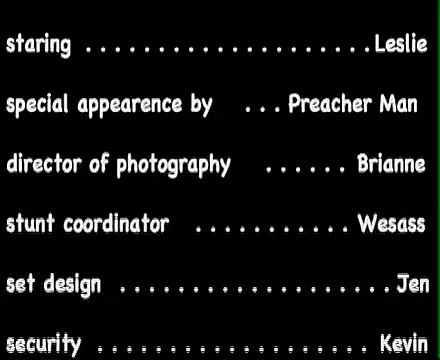 staring ....................Leslie
special appearence by ... Preacher Man
director of photography ...... Brianne
stunt coordinator ........... Wesass
set design ...................Jen
security ................... Kevin